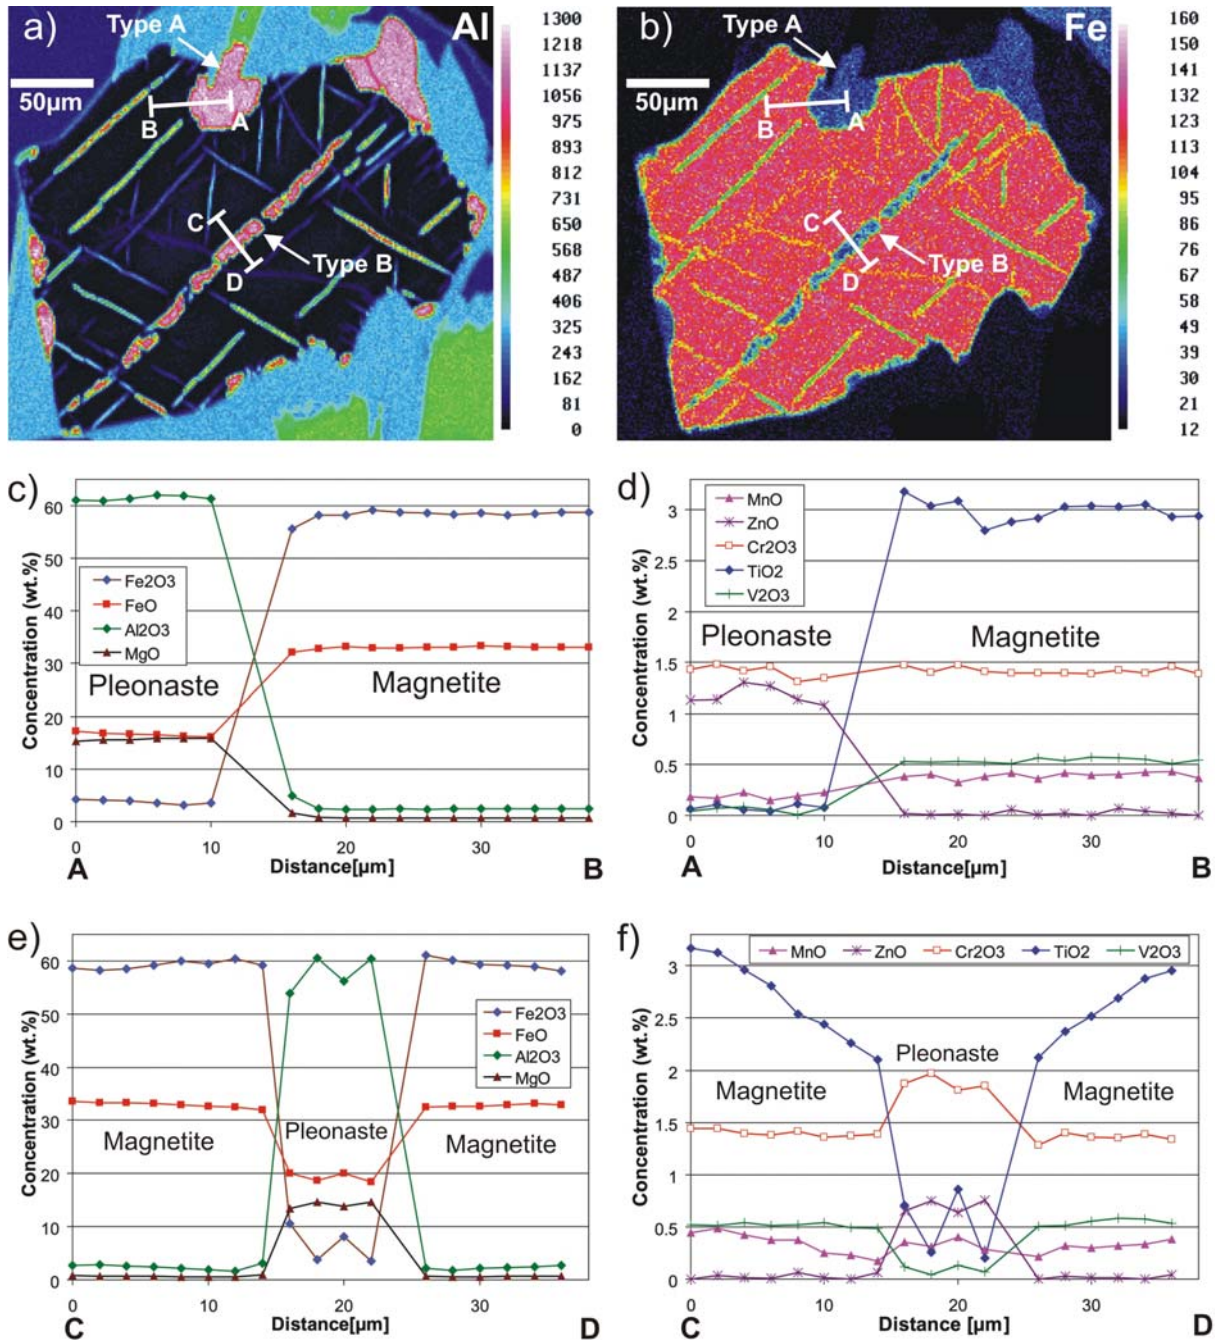 a)
Type A
Al
50µm
B
A
C
D
Type B
1300
1218
1137
1056
975
893
812
731
650
568
487
406
325
243
162
81
0
b)
Type A
Fe
50µm
B
A
C
D
Type B
160
150
141
132
123
113
104
95
86
76
67
58
49
39
30
21
12
c)
Concentration (wt.%)
60
50
40
30
20
10
0
Fe2O3
FeO
Al2O3
MgO
Pleonaste
Magnetite
0 10 20 30
A Distance[µm] B
d)
Concentration (wt.%)
3
2.5
2
1.5
1
0.5
0
MnO
ZnO
Cr2O3
TiO2
V2O3
Pleonaste
Magnetite
0 10 20 30
A Distance[µm] B
e)
Concentration (wt.%)
60
50
40
30
20
10
0
Fe2O3
FeO
Al2O3
MgO
Magnetite
Pleonaste
Magnetite
0 10 20 30
C Distance[µm] D
f)
Concentration (wt.%)
3
2.5
2
1.5
1
0.5
0
MnO ZnO Cr2O3 TiO2 V2O3
Pleonaste
Magnetite
Magnetite
0 10 20 30
C Distance [µm] D